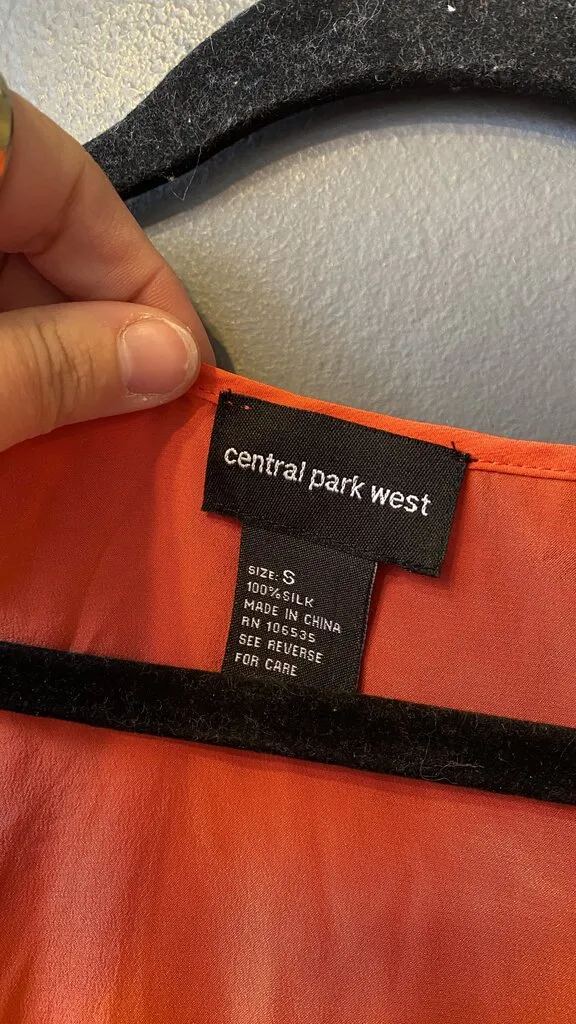 central park west
SIZE: S
100% SILK
MADE IN CHINA
RN 106535
SEE REVERSE
FOR CARE